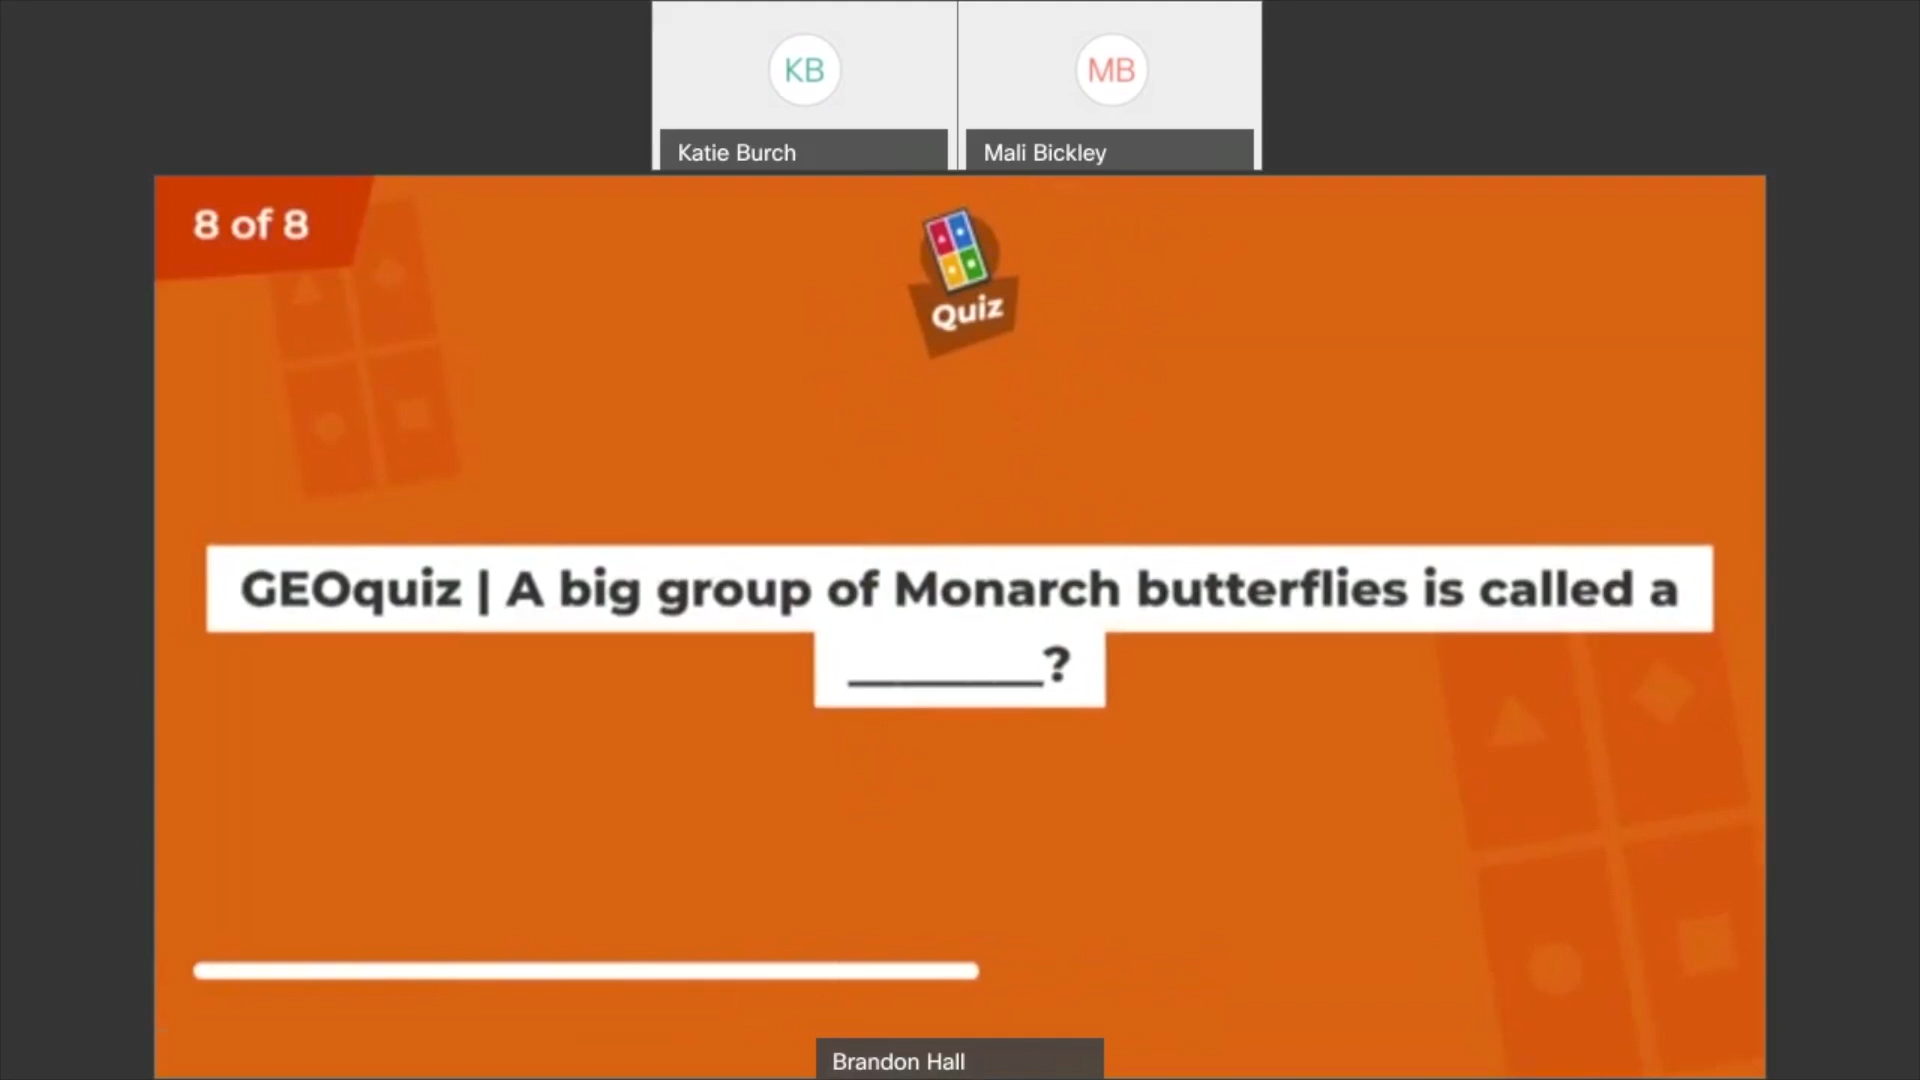 KB
MB
Katie Burch
Mali Bickley
8 of 8
Quiz
GEOquiz | A big group of Monarch butterflies is called a
________?
Brandon Hall